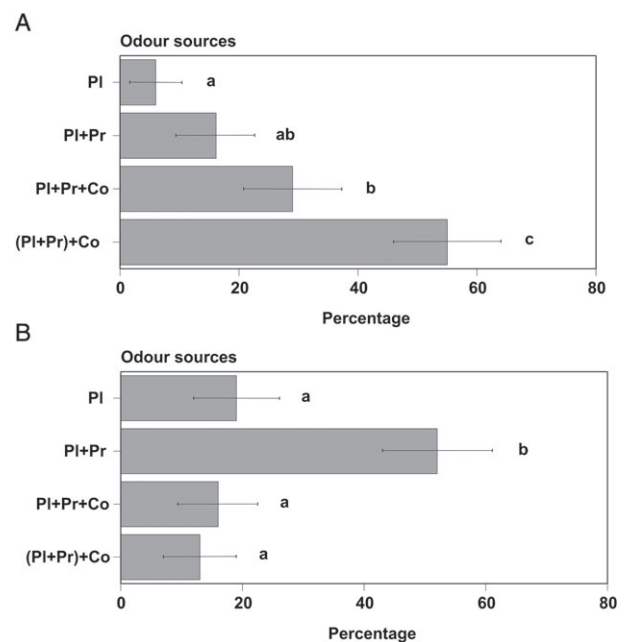 A
Odour sources
Pl
a
Pl+Pr
ab
Pl+Pr+Co
b
(Pl+Pr)+Co
c
0 20 40 60 80
Percentage
B
Odour sources
Pl
a
Pl+Pr
b
Pl+Pr+Co
a
(Pl+Pr)+Co
a
0 20 40 60 80
Percentage